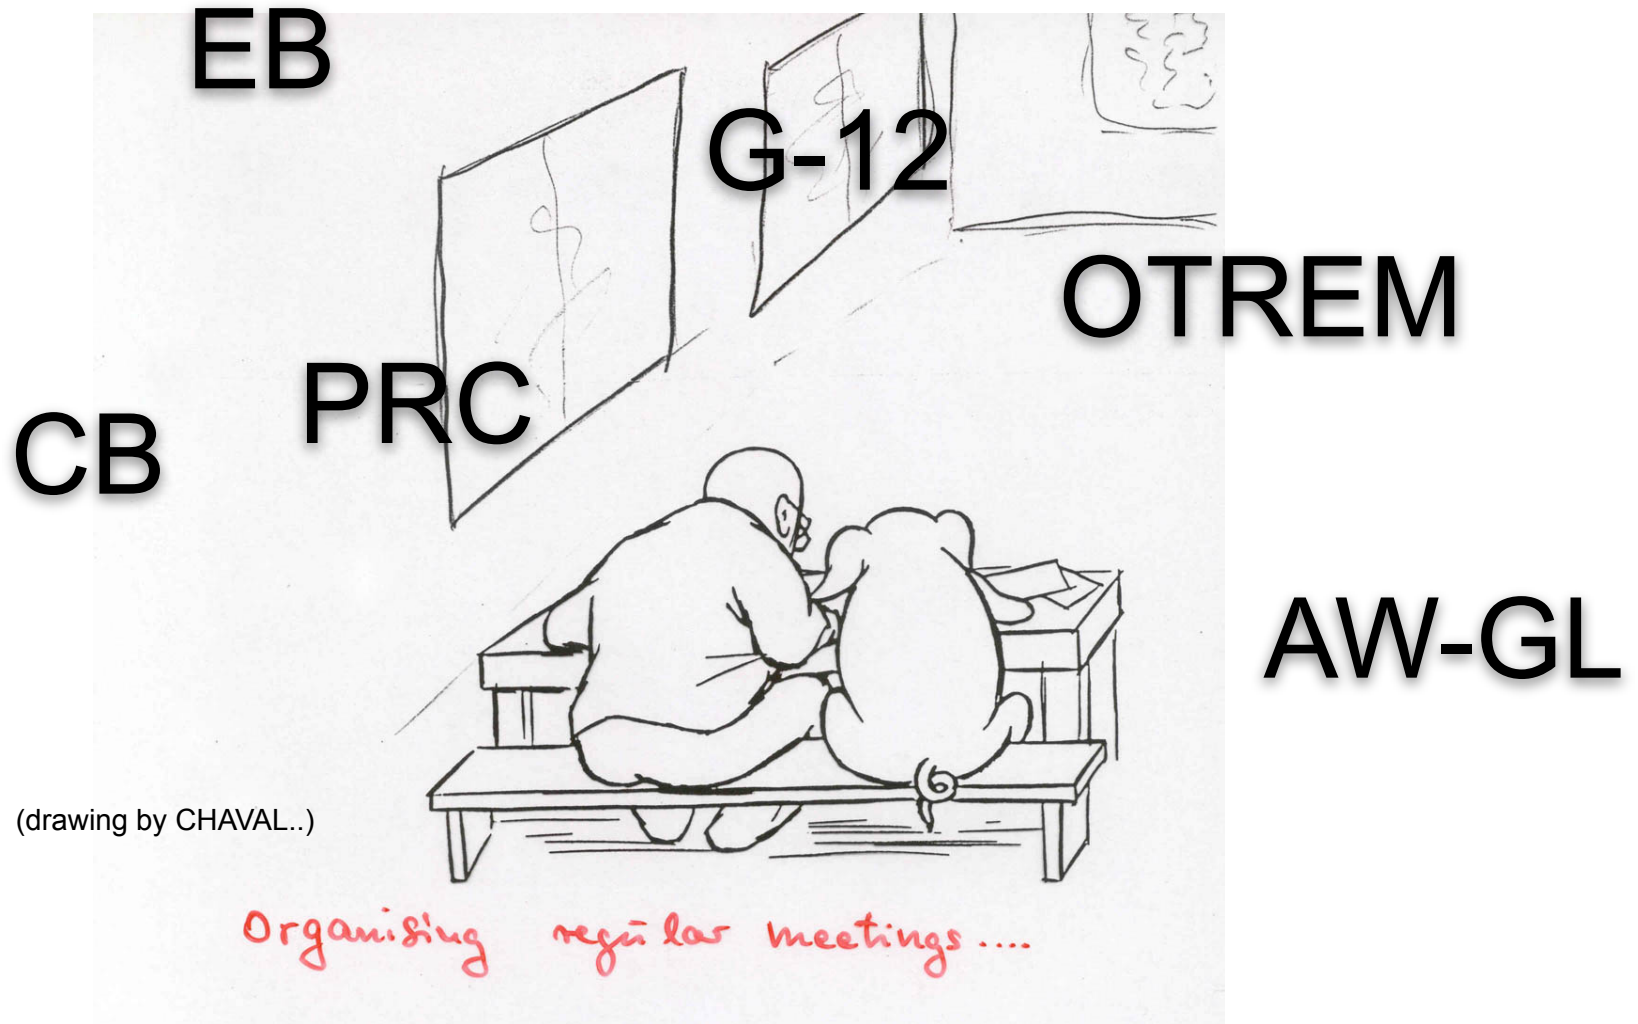 EB
G-12
OTREM
PRC
CB
AW-GL
(drawing by CHAVAL..)
Organising regular meetings....